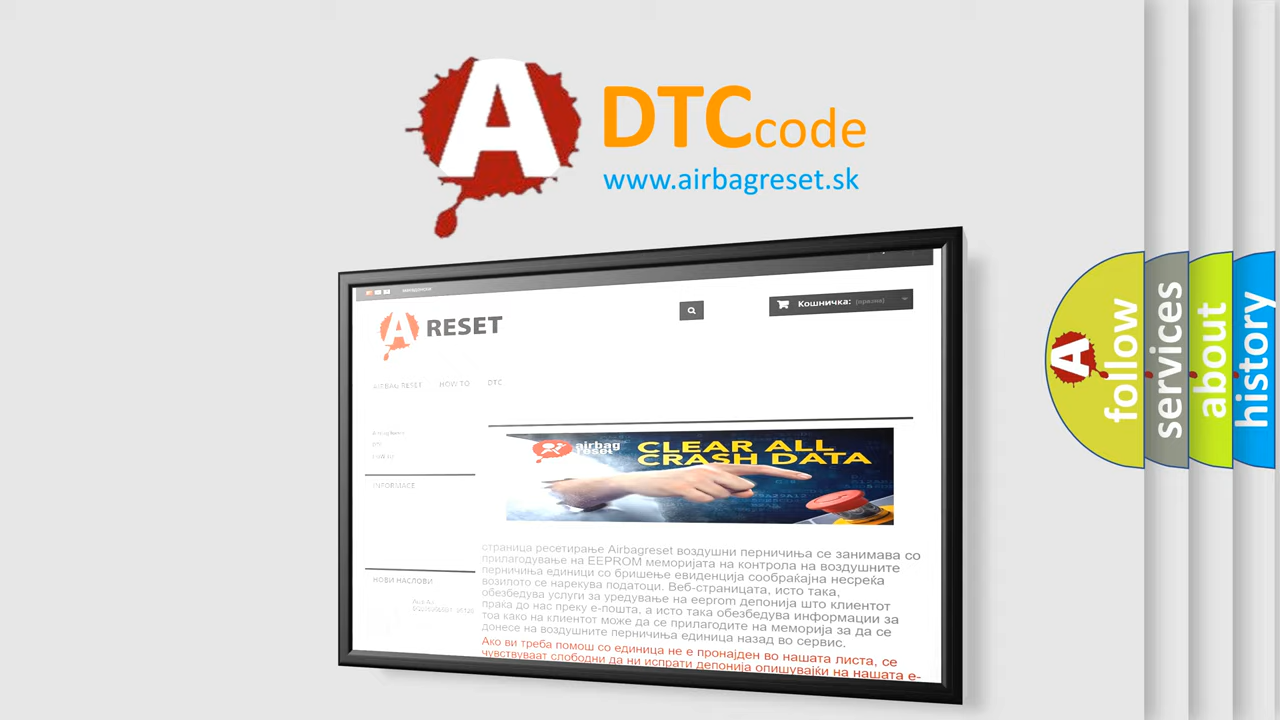 A
DTC code
www.airbagreset.sk
A RESET
Кошничка: (празни)
AIRBAG RESET HOW TO DTC
airbag
reset
CLEAR ALL
CRASH DATA
INFORMACE
страница ресетирање Airbagreset воздушни перничиња се занимава со
прилагодување на EEPROM меморијата на контрола на воздушните
перничиња единици со бришење евиденција сообраќајна несреќа
возилото се нарекува податоци. Веб-страницата, исто така,
обезбедува услуги за уредување на eeprom депонија што клиентот
праќа до нас преку е-пошта, а исто така обезбедува информации за
тоа како на клиентот може да се прилагодите на меморија за да се
донесе на воздушните перничиња единица назад во сервис.
НОВИ НАСЛОВИ
Ако ви треба помош со единица не е пронајден во нашата листа, се
чувствуваат слободни да ни испрати депонија опишувајќи на нашата е-
A
follow
services
about
history